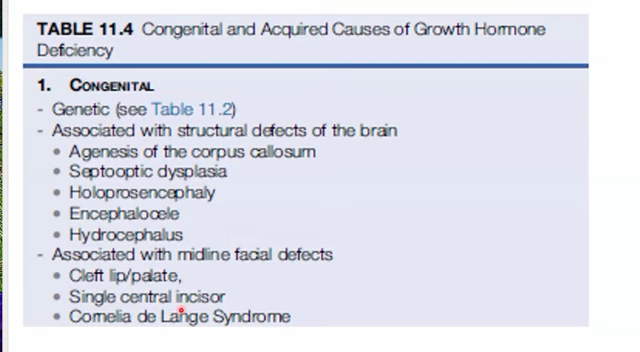 TABLE 11.4 Congenital and Acquired Causes of Growth Hormone
Deficiency
1. CONGENITAL
- Genetic (see Table 11.2)
- Associated with structural defects of the brain
• Agenesis of the corpus callosum
• Septooptic dysplasia
• Holoprosencephaly
• Encephalocele
• Hydrocephalus
- Associated with midline facial defects
• Cleft lip/palate,
• Single central incisor
• Cornelia de Lange Syndrome